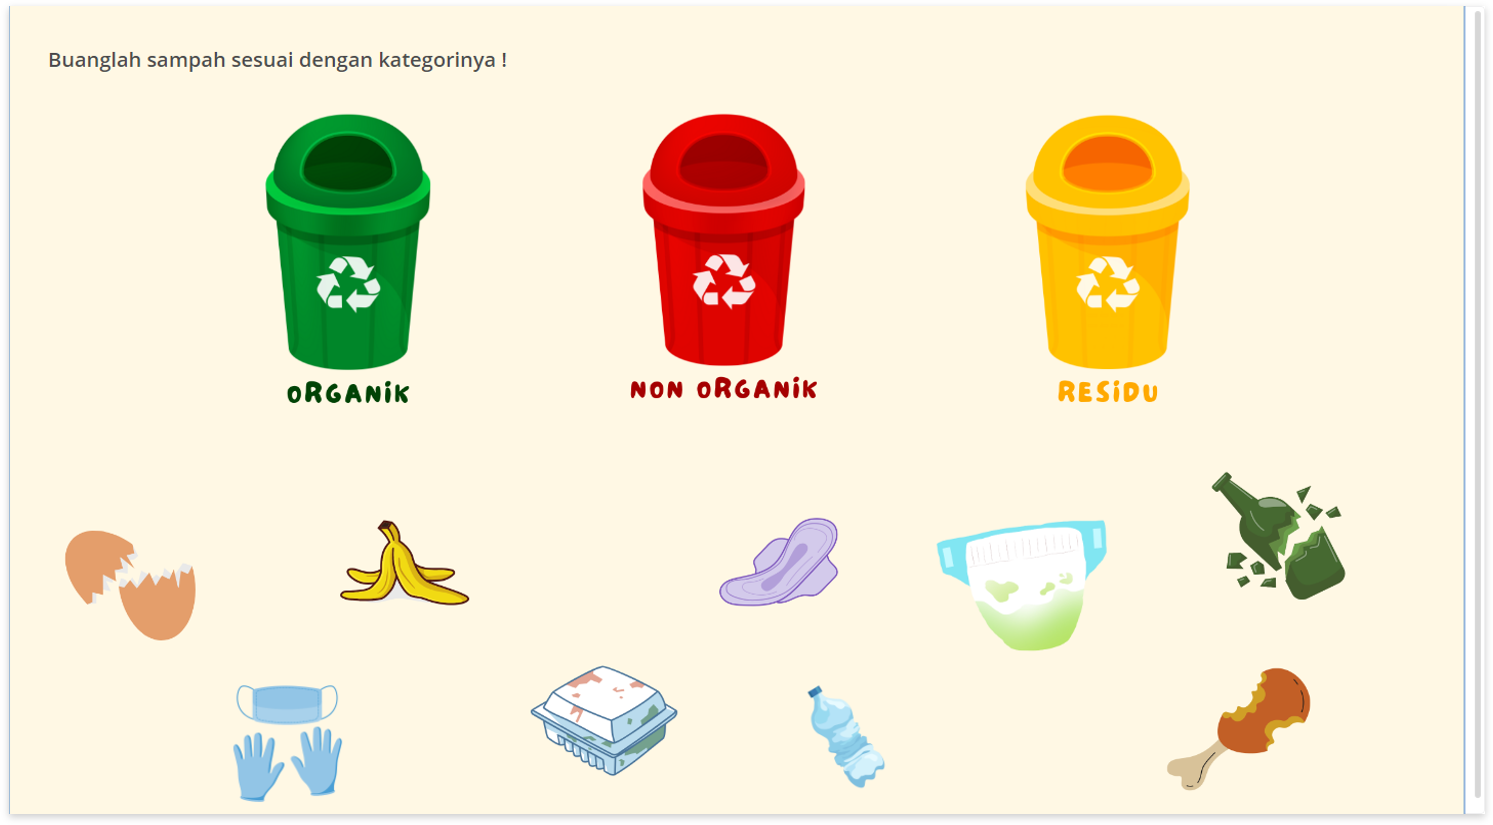 Buanglah sampah sesuai dengan kategorinya !
ORGANiK
NON ORGANiK
RESiDU